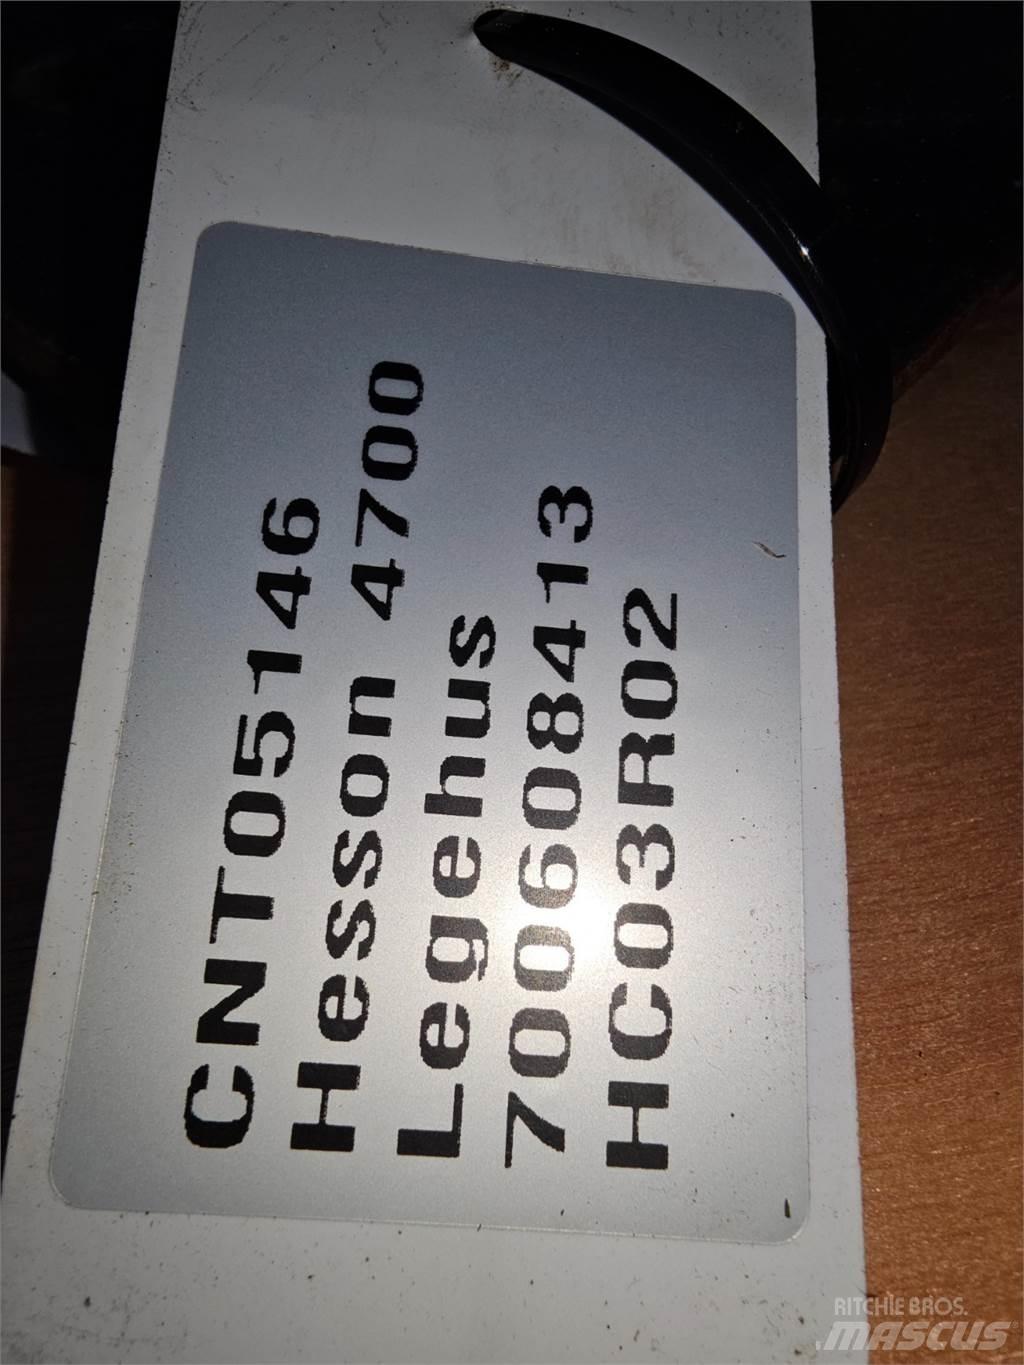 CNT05146
Hesson 4700
Legehus
700608413
HC03R02
RITCHIE BROS.
MASCUS